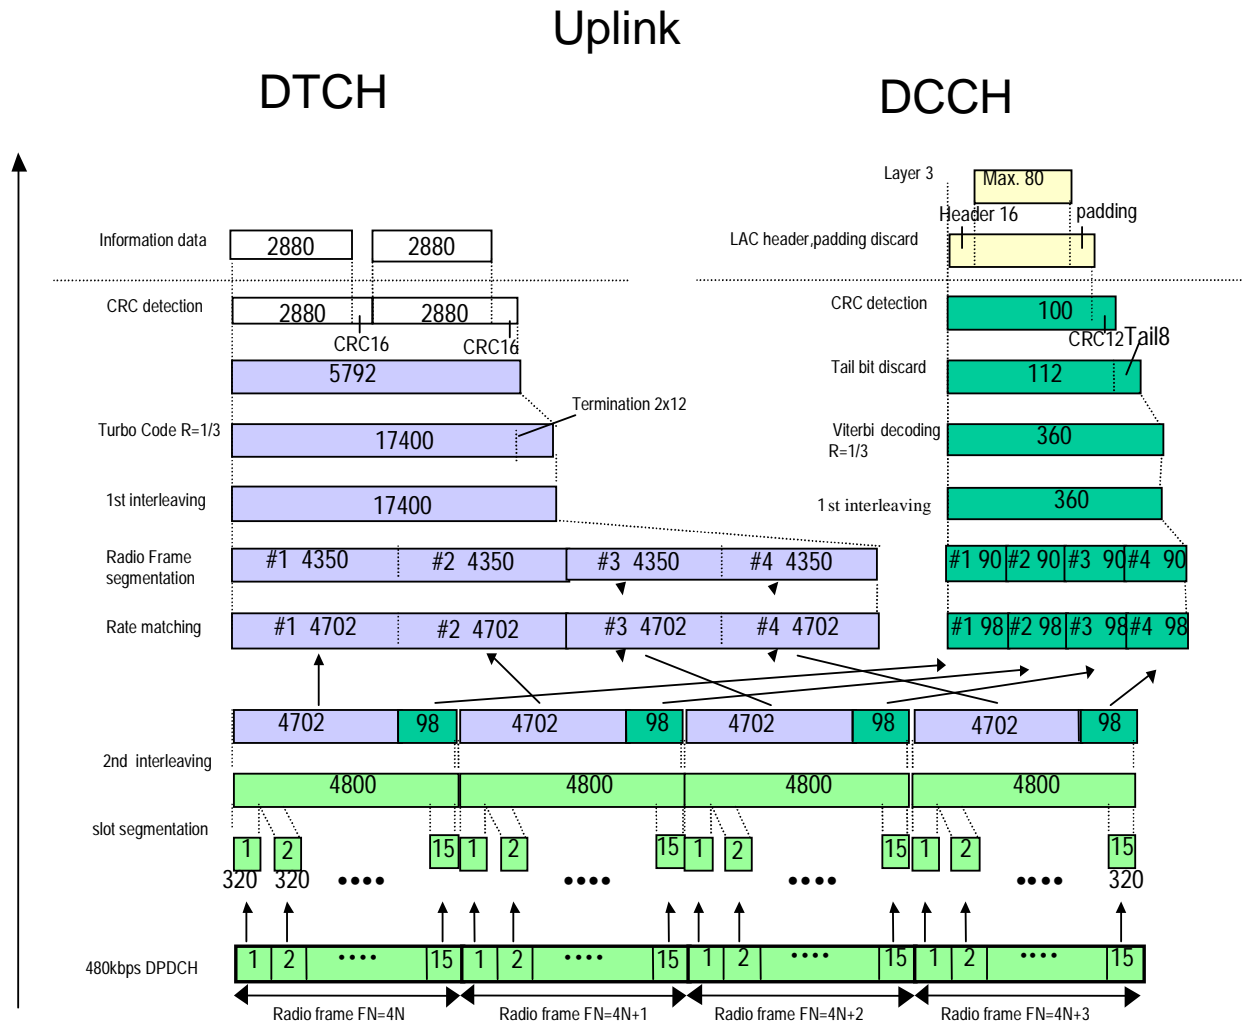 Uplink
DTCH
DCCH
Layer 3
Max. 80
Header 16
padding
Information data
2880
2880
LAC header,padding discard
CRC detection
2880
2880
CRC16
CRC16
CRC detection
100
CRC12
Tail8
5792
Tail bit discard
112
Termination 2x12
Turbo Code R=1/3
17400
Viterbi decoding
R=1/3
360
1st interleaving
17400
1st interleaving
360
Radio Frame
segmentation
#1 4350
#2 4350
#3 4350
#4 4350
#1 90
#2 90
#3 90
#4 90
Rate matching
#1 4702
#2 4702
#3 4702
#4 4702
#1 98
#2 98
#3 98
#4 98
4702
98
4702
98
4702
98
4702
98
2nd interleaving
4800
4800
4800
4800
slot segmentation
1
2
15
1
2
15
1
2
15
1
2
15
320
320
••••
••••
••••
••••
320
480kbps DPDCH
1
2
••••
15
1
2
••••
15
1
2
••••
15
1
2
••••
15
Radio frame FN=4N
Radio frame FN=4N+1
Radio frame FN=4N+2
Radio frame FN=4N+3